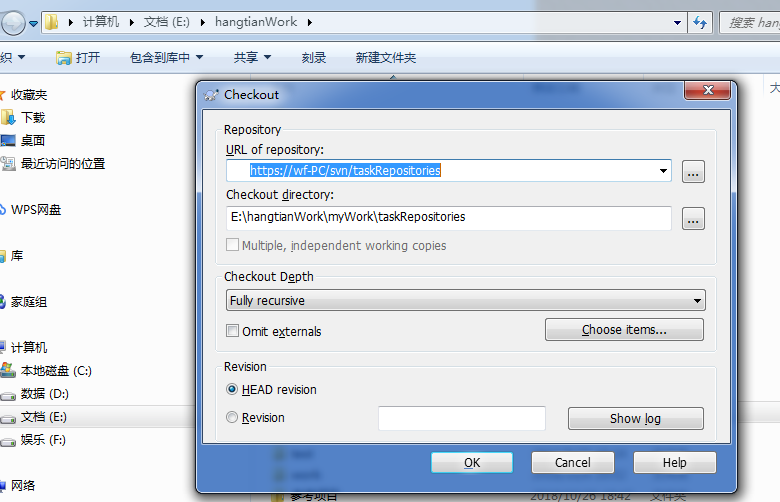 计算机 ▸ 文档 (E:) ▸ hangtianWork ▸
搜索 han
织 打开 包含到库中 共享 刻录 新建文件夹
收藏夹
下载
桌面
最近访问的位置
WPS网盘
库
家庭组
计算机
本地磁盘 (C:)
数据 (D:)
文档 (E:)
娱乐 (F:)
网络
大
Checkout
Repository
URL of repository:
https://wf-PC/svn/taskRepositories
...
Checkout directory:
E:\hangtianWork\myWork\taskRepositories
...
Multiple, independent working copies
Checkout Depth
Fully recursive
Omit externals
Choose items...
Revision
HEAD revision
Revision
Show log
OK Cancel Help
参考项目 2018/10/26 18:42 文件夹